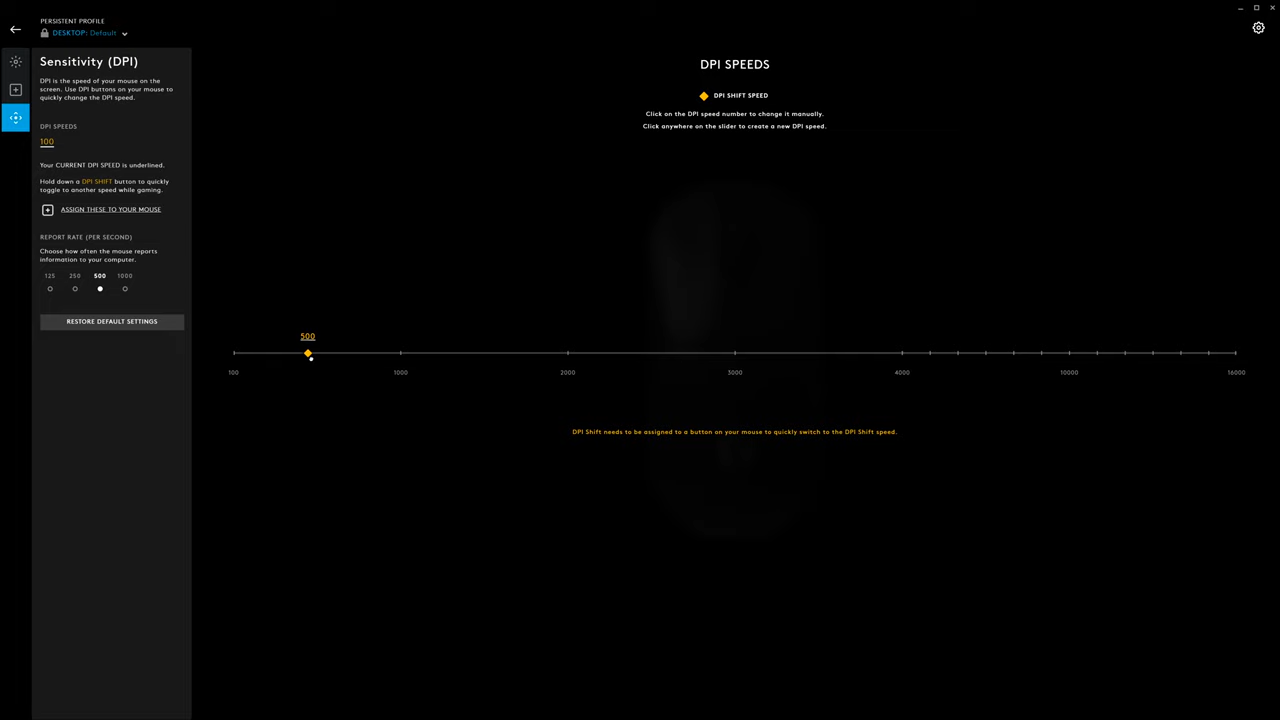 PERSISTENT PROFILE
DESKTOP: Default
Sensitivity (DPI)
DPI is the speed of your mouse on the
screen. Use DPI buttons on your mouse to
quickly change the DPI speed.
DPI SPEEDS
100
Your CURRENT DPI SPEED is underlined.
Hold down a DPI SHIFT button to quickly
toggle to another speed while gaming.
ASSIGN THESE TO YOUR MOUSE
REPORT RATE (PER SECOND)
Choose how often the mouse reports
information to your computer.
125 250 500 1000
RESTORE DEFAULT SETTINGS
DPI SPEEDS
DPI SHIFT SPEED
Click on the DPI speed number to change it manually.
Click anywhere on the slider to create a new DPI speed.
500
100 1000 2000 3000 4000 10000 16000
DPI Shift needs to be assigned to a button on your mouse to quickly switch to the DPI Shift speed.